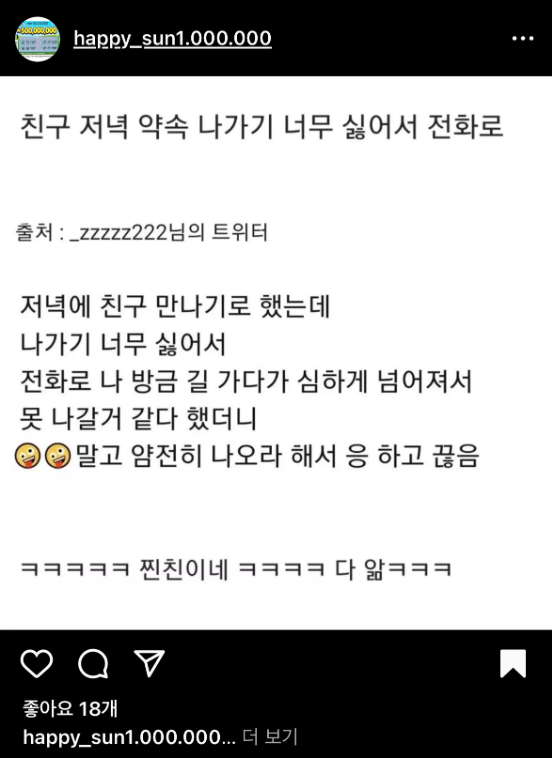 happy_sun1.000.000
친구 저녁 약속 나가기 너무 싫어서 전화로
출처 : _zzzzz222님의 트위터
저녁에 친구 만나기로 했는데
나가기 너무 싫어서
전화로 나 방금 길 가다가 심하게 넘어져서
못 나갈거 같다 했더니
🤪🤪말고 얌전히 나오라 해서 응 하고 끊음
ㅋㅋㅋㅋㅋ 찐친이네 ㅋㅋㅋㅋ 다 앎ㅋㅋㅋ
좋아요 18개
happy_sun1.000.000... 더 보기